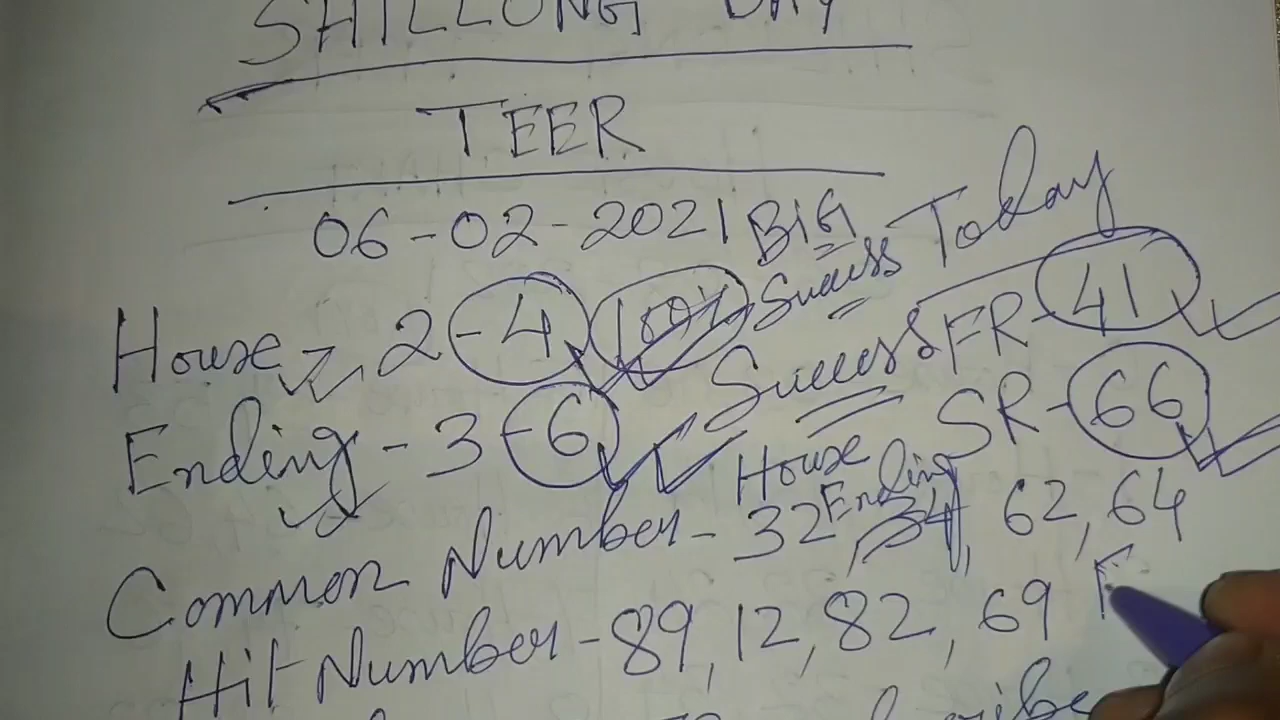 SHILLONG DAY
TEER
06-02-2021 BIG Success Today
House - 2-4 100% FR-41
Ending - 3-6 Success SR-66
House Ending
Common Number - 32, 34, 62, 64
Hit Number - 89, 12, 82, 69 F